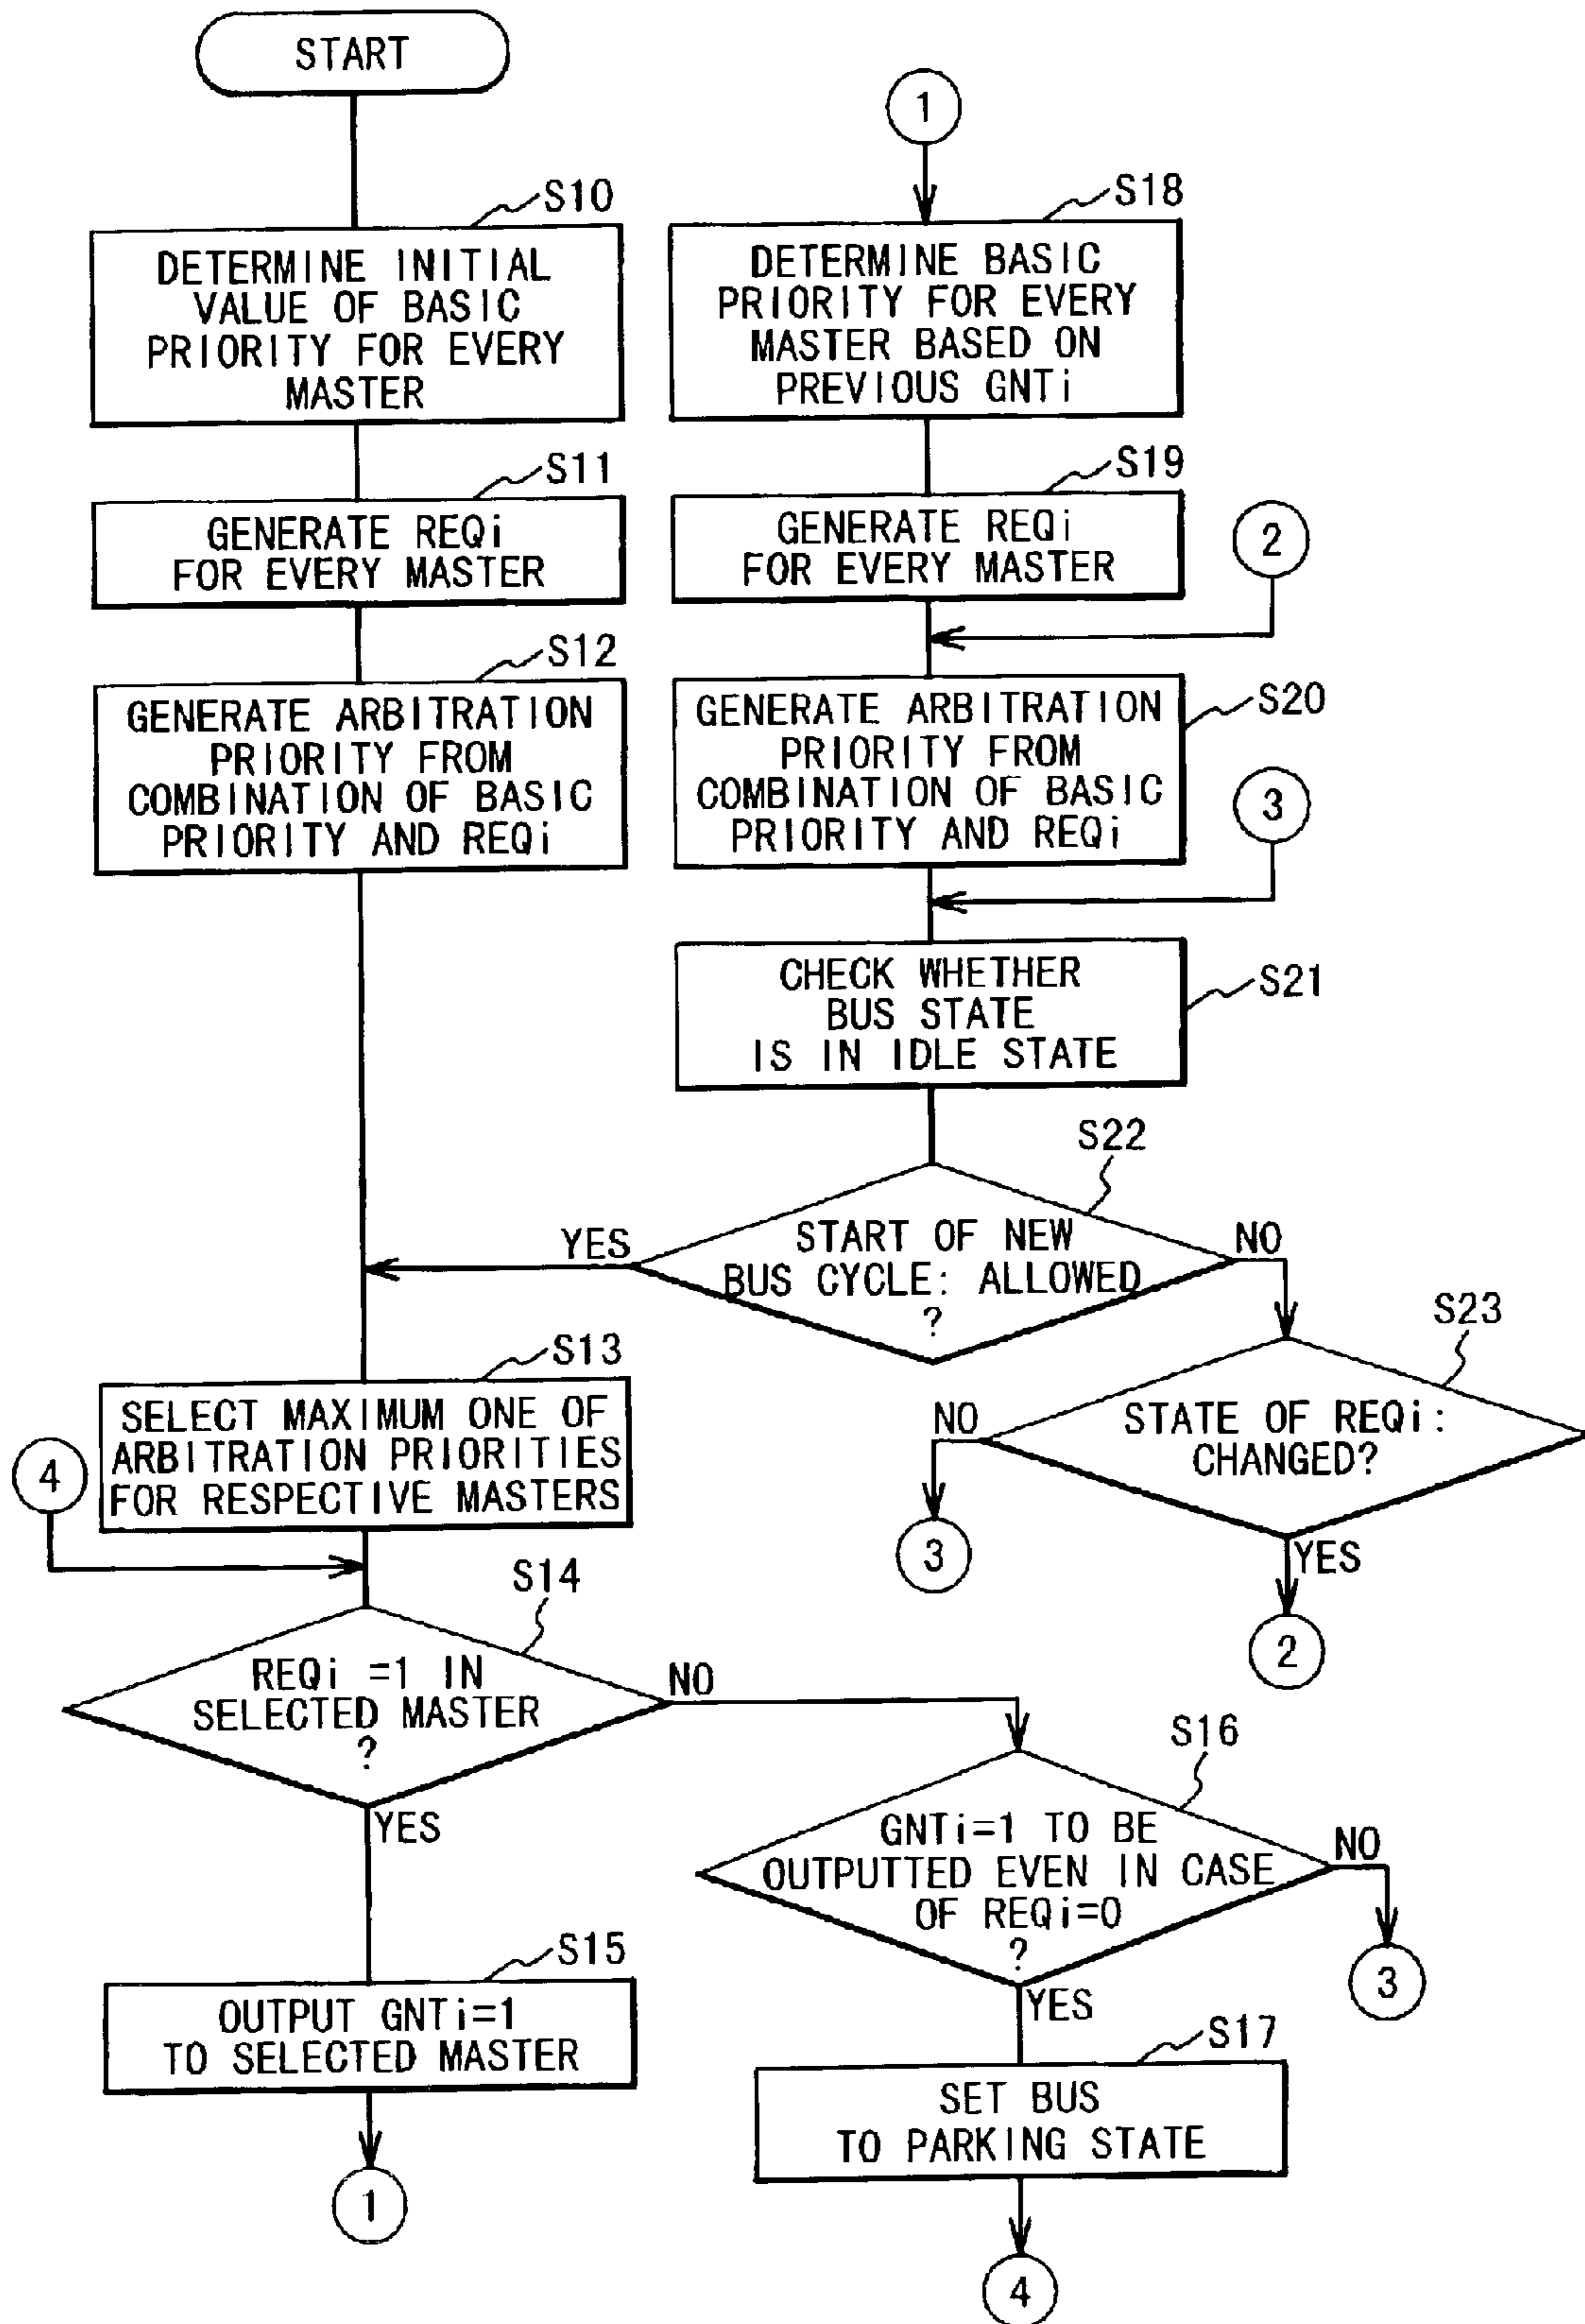 START
S10
DETERMINE INITIAL
VALUE OF BASIC
PRIORITY FOR EVERY
MASTER
S11
GENERATE REQi
FOR EVERY MASTER
S12
GENERATE ARBITRATION
PRIORITY FROM
COMBINATION OF BASIC
PRIORITY AND REQi
1
S18
DETERMINE BASIC
PRIORITY FOR EVERY
MASTER BASED ON
PREVIOUS GNTi
S19
GENERATE REQi
FOR EVERY MASTER
2
S20
GENERATE ARBITRATION
PRIORITY FROM
COMBINATION OF BASIC
PRIORITY AND REQi
3
S21
CHECK WHETHER
BUS STATE
IS IN IDLE STATE
S22
START OF NEW
BUS CYCLE: ALLOWED
?
YES
NO
S23
STATE OF REQi:
CHANGED?
NO
3
YES
2
S13
SELECT MAXIMUM ONE OF
ARBITRATION PRIORITIES
FOR RESPECTIVE MASTERS
4
S14
REQi =1 IN
SELECTED MASTER
?
NO
YES
S15
OUTPUT GNTi=1
TO SELECTED MASTER
1
S16
GNTi=1 TO BE
OUTPUTTED EVEN IN CASE
OF REQi=0
?
NO
3
YES
S17
SET BUS
TO PARKING STATE
4